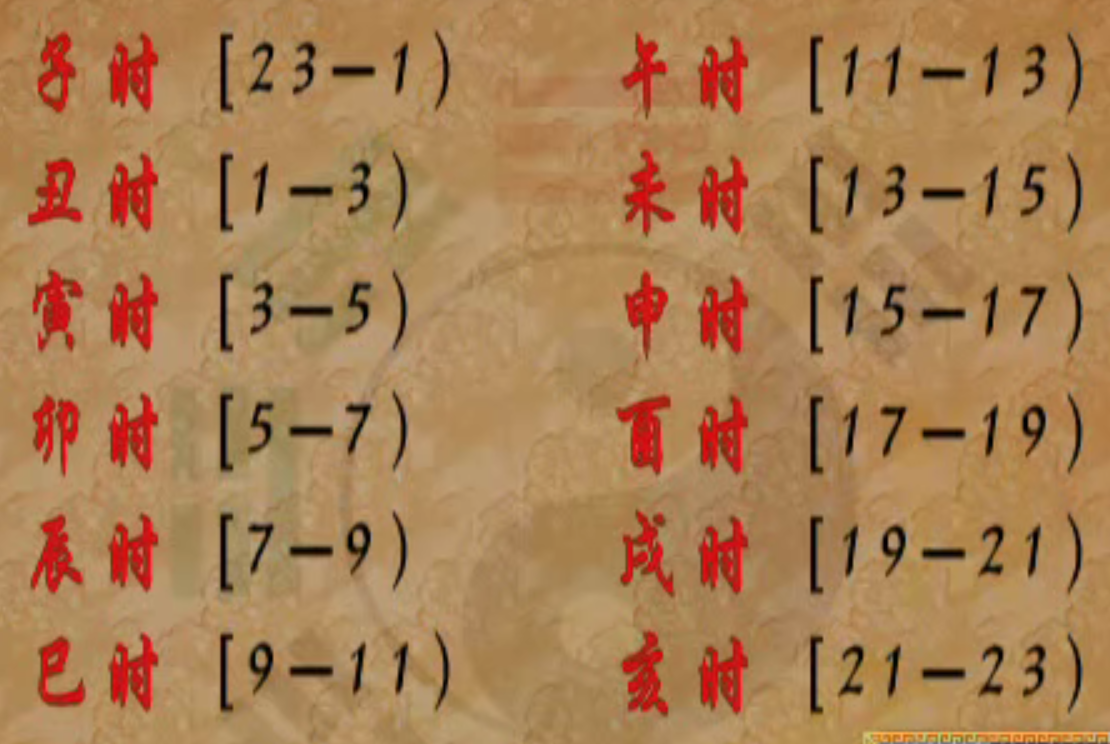 子时 [23-1)
丑时 [1-3)
寅时 [3-5)
卯时 [5-7)
辰时 [7-9)
巳时 [9-11)
午时 [11-13)
未时 [13-15)
申时 [15-17)
酉时 [17-19)
戌时 [19-21)
亥时 [21-23)